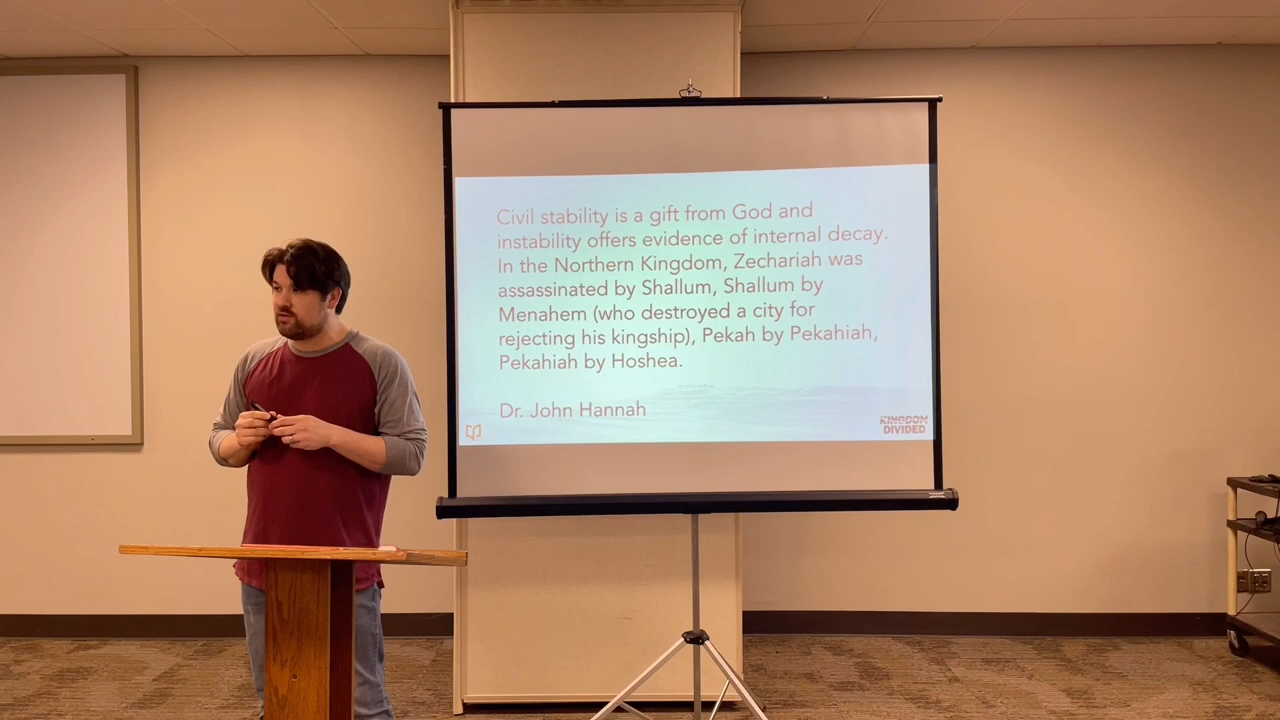 Civil stability is a gift from God and
instability offers evidence of internal decay.
In the Northern Kingdom, Zechariah was
assassinated by Shallum, Shallum by
Menahem (who destroyed a city for
rejecting his kingship), Pekah by Pekahiah,
Pekahiah by Hoshea.
Dr. John Hannah
KINGDOM
DIVIDED